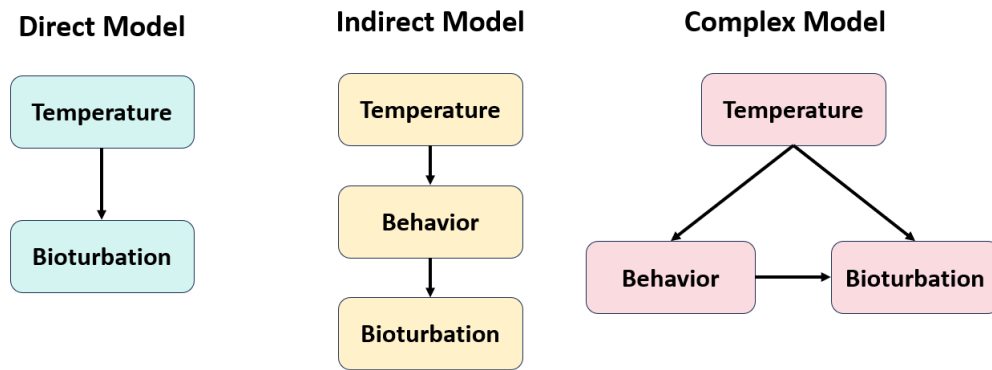 Direct Model
Temperature
Bioturbation
Indirect Model
Temperature
Behavior
Bioturbation
Complex Model
Temperature
Behavior
Bioturbation